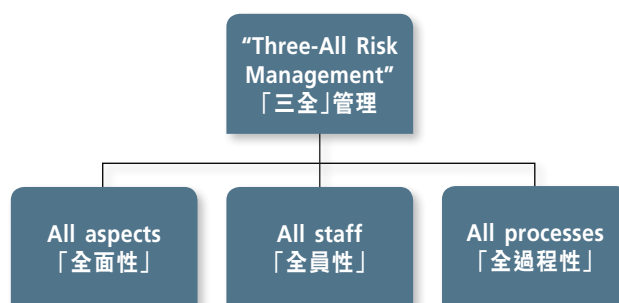 “Three-All Risk
Management”
「三全」管理
All aspects
「全面性」
All staff
「全員性」
All processes
「全過程性」